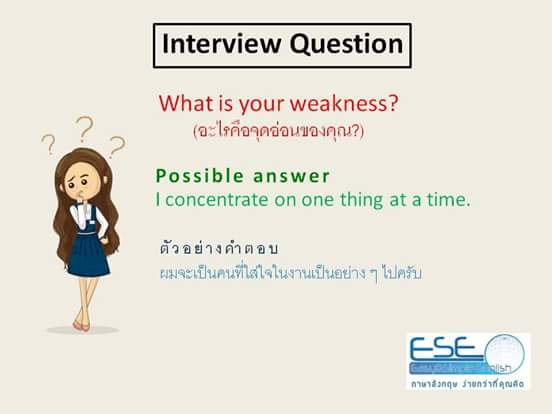 Interview Question
What is your weakness?
(อะไรคือจุดอ่อนของคุณ?)
Possible answer
I concentrate on one thing at a time.
ตัวอย่างคำตอบ
ผมจะเป็นคนที่ใส่ใจในงานเป็นอย่าง ๆ ไปครับ
? ? ?
ESE
ภาษาอังกฤษ ง่ายกว่าที่คุณคิด